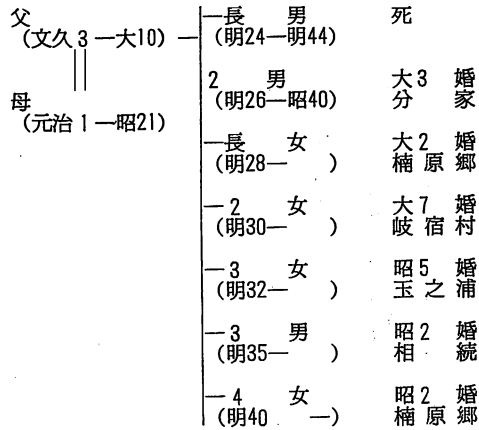 父
(文久3―大10)
母
(元治1―昭21)
長男 死
(明24―明44)
2男 大3婚
(明26―昭40) 分家
長女 大2婚
(明28― ) 楠原郷
2女 大7婚
(明30― ) 岐宿村
3女 昭5婚
(明32― ) 玉之浦
3男 昭2婚
(明35― ) 相続
4女 昭2婚
(明40 ―) 楠原郷